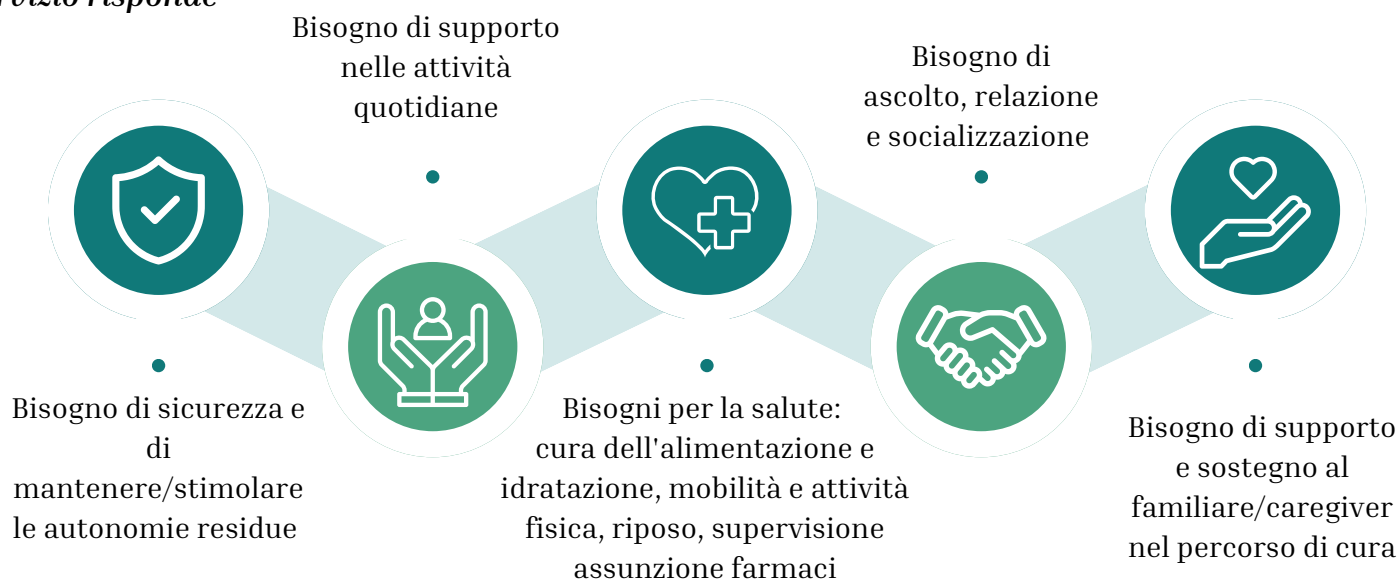 risponde
Bisogno di supporto
nelle attività
quotidiane
Bisogno di
ascolto, relazione
e socializzazione
Bisogno di sicurezza e
di
mantenere/stimolare
le autonomie residue
Bisogni per la salute:
cura dell'alimentazione e
idratazione, mobilità e attività
fisica, riposo, supervisione
assunzione farmaci
Bisogno di supporto
e sostegno al
familiare/caregiver
nel percorso di cura